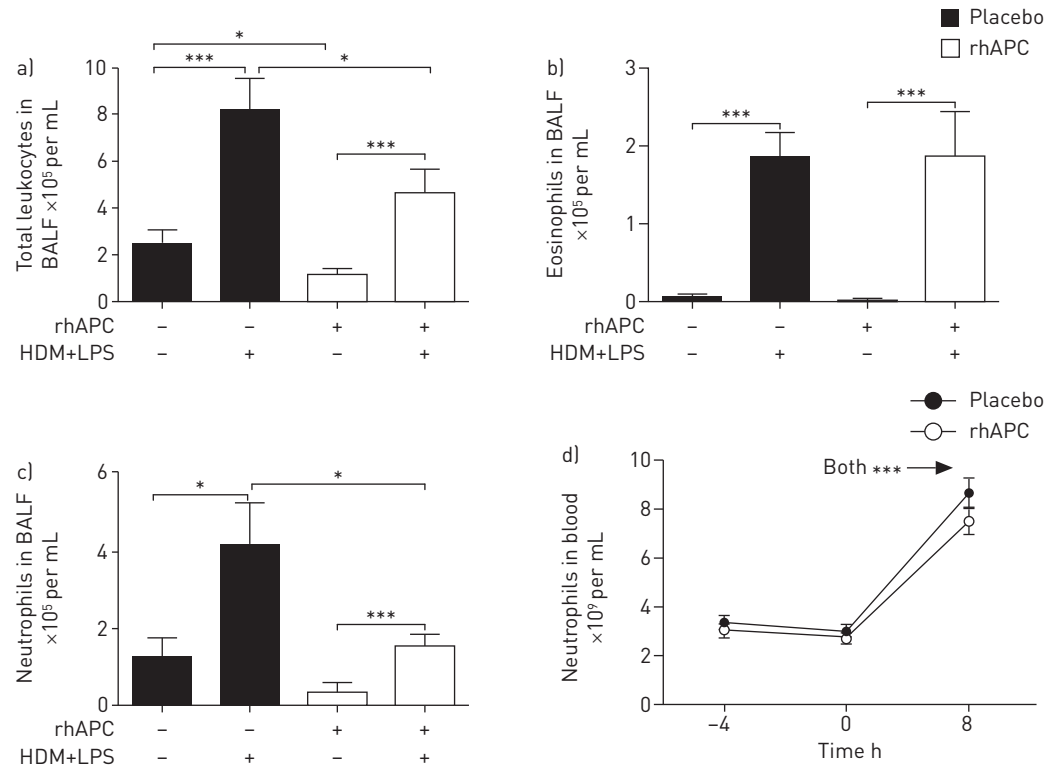 Placebo
rhAPC
a)
*
***
*
***
Total leukocytes in
BALF ×10⁵ per mL
10
8
6
4
2
0
rhAPC – – + +
HDM+LPS – + – +
b)
***
***
Eosinophils in BALF
×10⁵ per mL
3
2
1
0
rhAPC – – + +
HDM+LPS – + – +
c)
*
*
***
Neutrophils in BALF
×10⁵ per mL
6
4
2
0
rhAPC – – + +
HDM+LPS – + – +
Placebo
rhAPC
d)
Both ***
Neutrophils in blood
×10⁹ per mL
10
8
6
4
2
0
–4 0 8
Time h